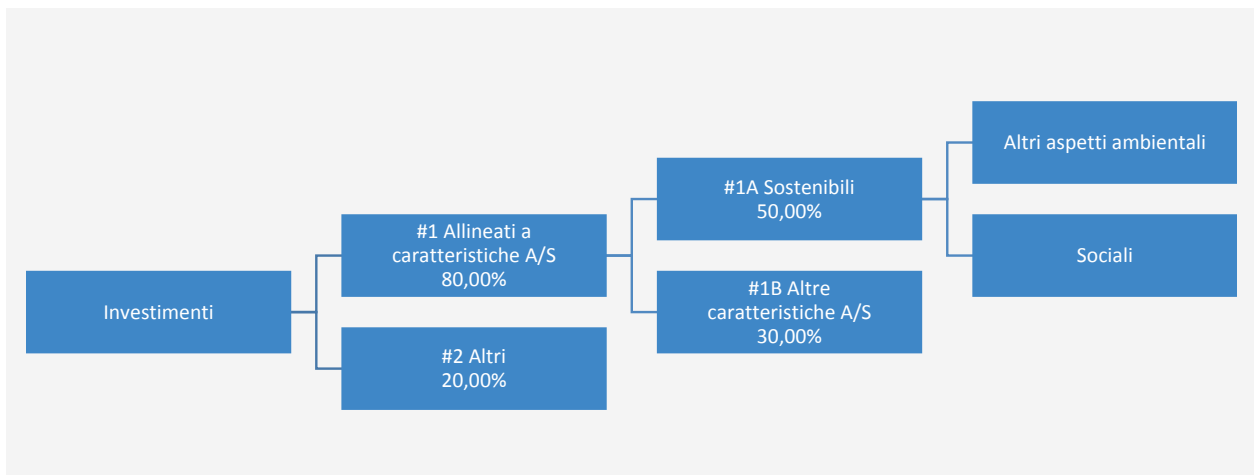 Investimenti
#1 Allineati a
caratteristiche A/S
80,00%
#2 Altri
20,00%
#1A Sostenibili
50,00%
#1B Altre
caratteristiche A/S
30,00%
Altri aspetti ambientali
Sociali